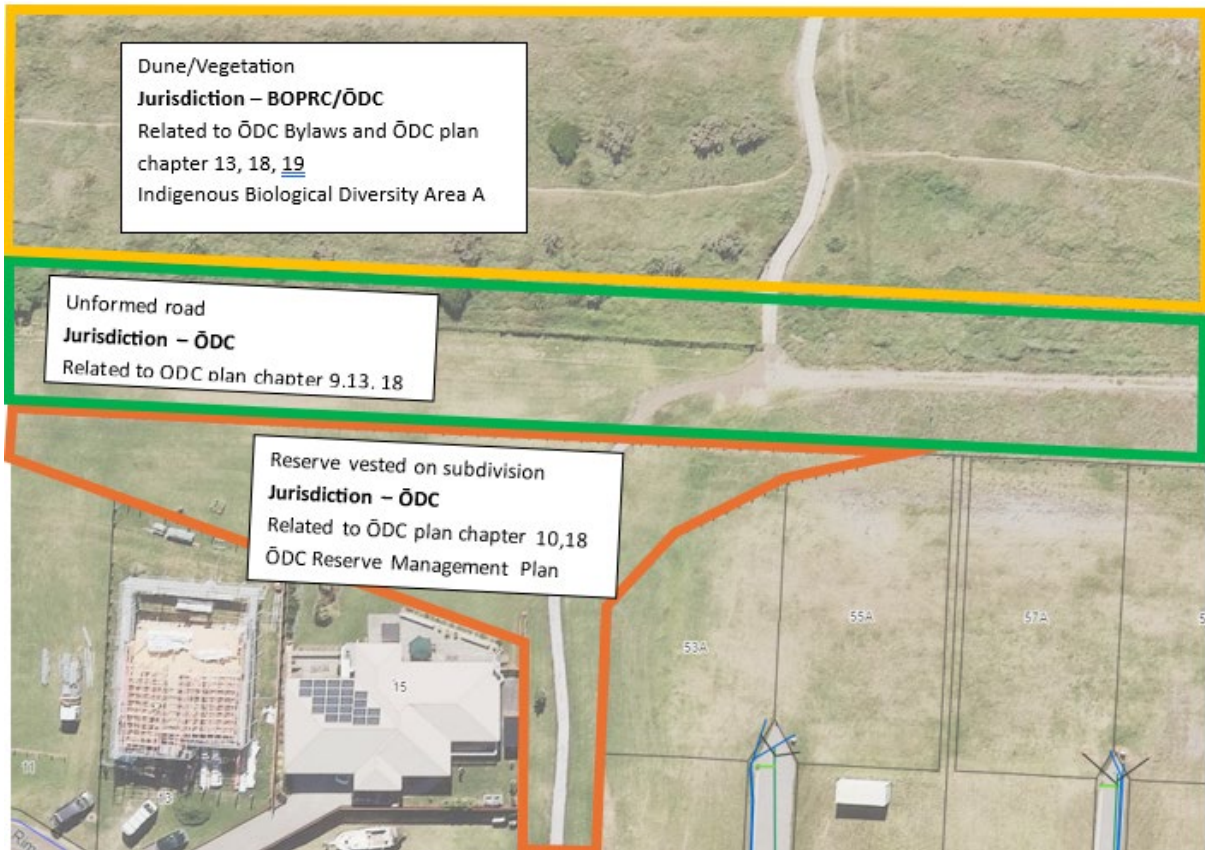 Dune/Vegetation
Jurisdiction – BOPRC/ŌDC
Related to ŌDC Bylaws and ŌDC plan
chapter 13, 18, 19
Indigenous Biological Diversity Area A
Unformed road
Jurisdiction – ŌDC
Related to ODC plan chapter 9.13. 18
Reserve vested on subdivision
Jurisdiction – ŌDC
Related to ŌDC plan chapter 10,18
ŌDC Reserve Management Plan
53A
55A
57A
5
15
11
13
Rim